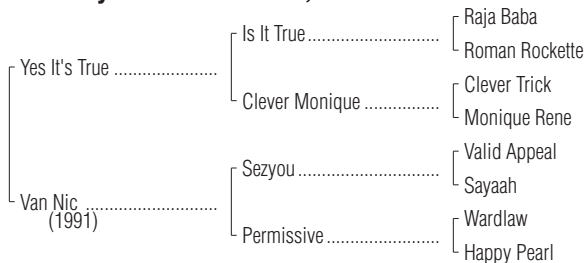 Raja Baba
Is It True
Roman Rockette
Yes It's True
Clever Trick
Clever Monique
Monique Rene
Valid Appeal
Sezyou
Sayaah
Van Nic
(1991)
Wardlaw
Permissive
Happy Pearl